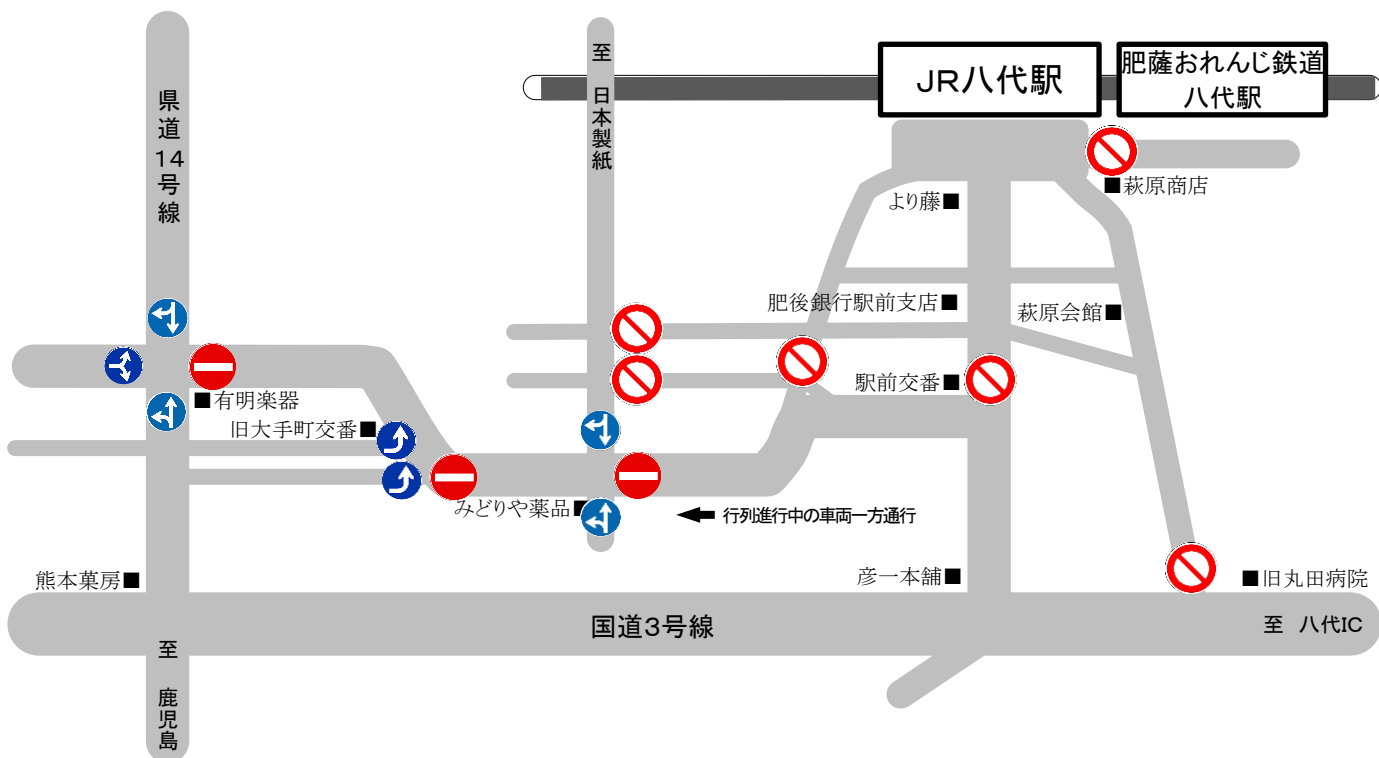 至 日本製紙
JR八代駅
肥薩おれんじ鉄道
八代駅
県道14号線
■萩原商店
より藤■
肥後銀行駅前支店■
萩原会館■
駅前交番■
■有明楽器
旧大手町交番■
みどりや薬品■
行列進行中の車両一方通行
熊本菓房■
彦一本舗■
■旧丸田病院
国道3号線
至 八代IC
至 鹿児島